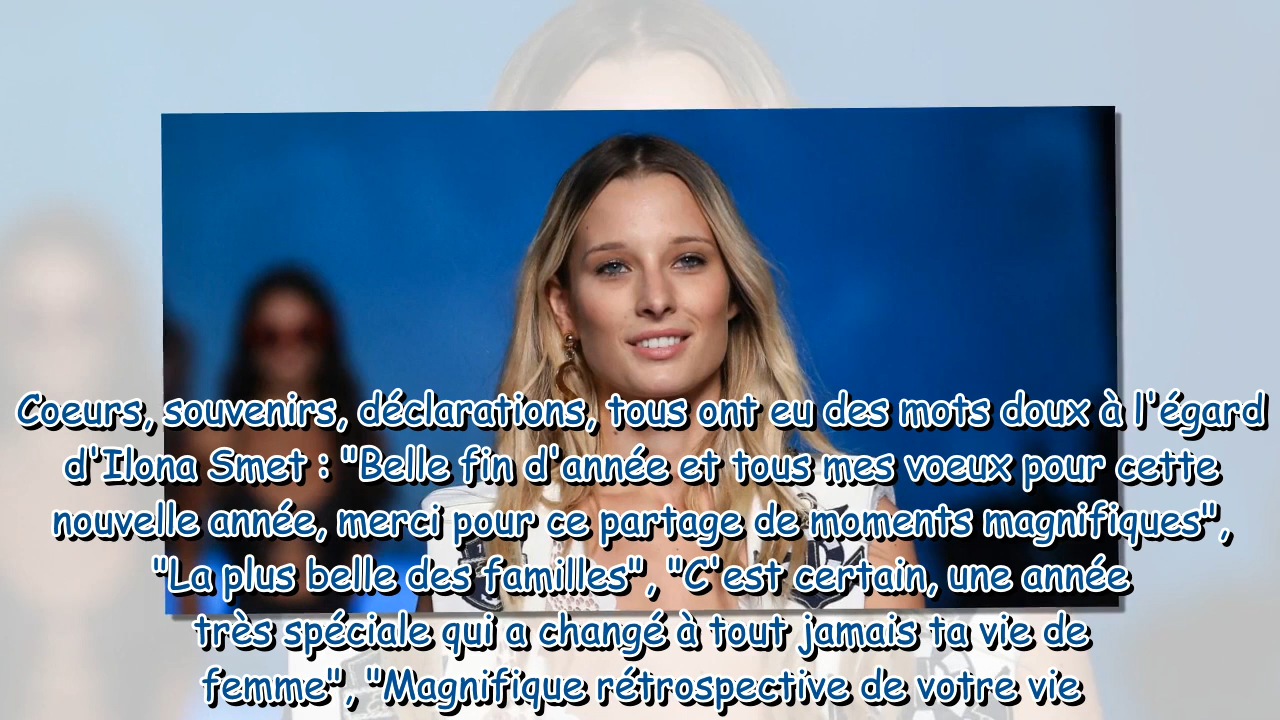 Coeurs, souvenirs, déclarations, tous ont eu des mots doux à l'égard
d'Ilona Smet : "Belle fin d'année et tous mes voeux pour cette
nouvelle année, merci pour ce partage de moments magnifiques",
"La plus belle des familles", "C'est certain, une année
très spéciale qui a changé à tout jamais ta vie de
femme", "Magnifique rétrospective de votre vie